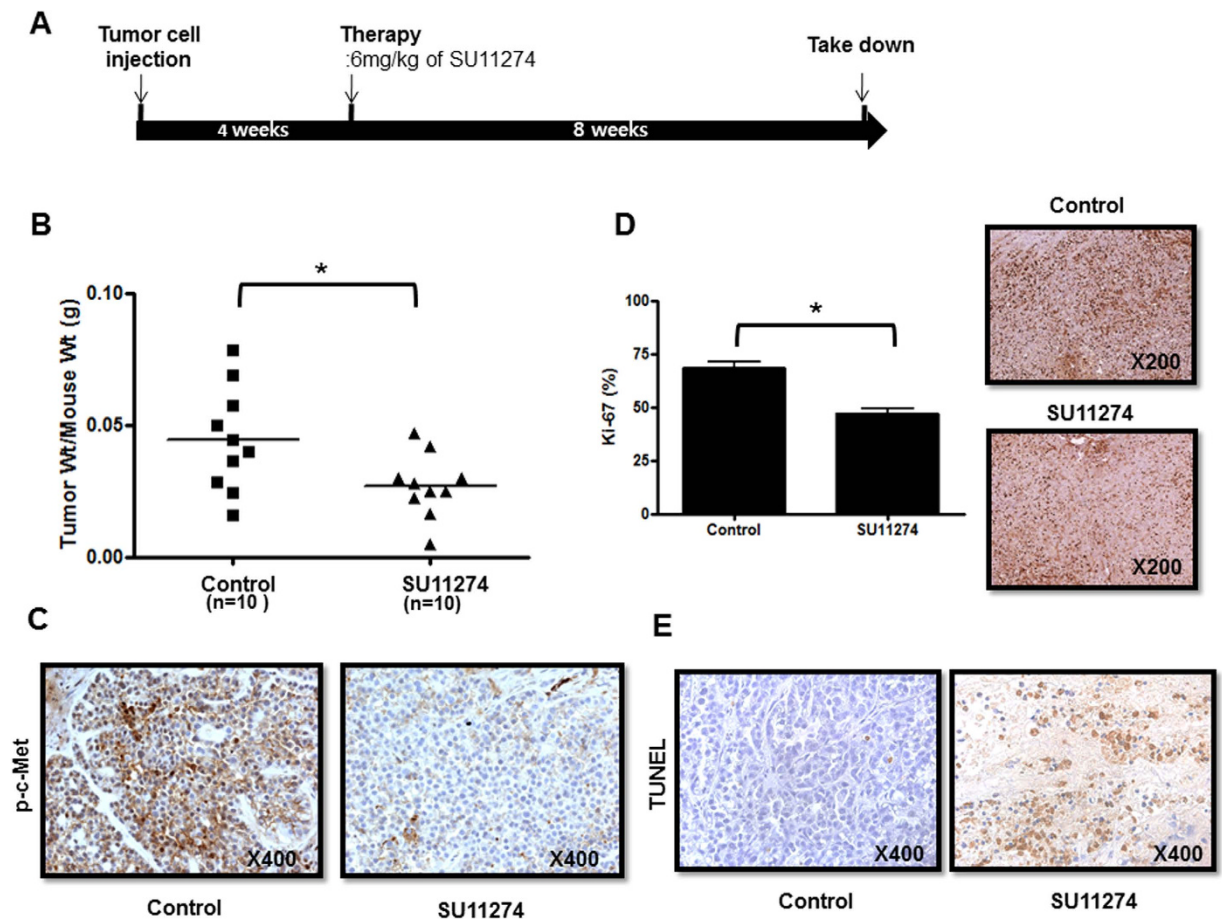 A
Tumor cell
injection
Therapy
:6mg/kg of SU11274
Take down
4 weeks
8 weeks
B
Tumor Wt/Mouse Wt (g)
0.10
0.05
0.00
*
Control
(n=10 )
SU11274
(n=10)
D
Ki-67 (%)
100
75
50
25
0
*
Control
SU11274
Control
X200
SU11274
X200
C
p-c-Met
X400
X400
Control
SU11274
E
TUNEL
X400
X400
Control
SU11274